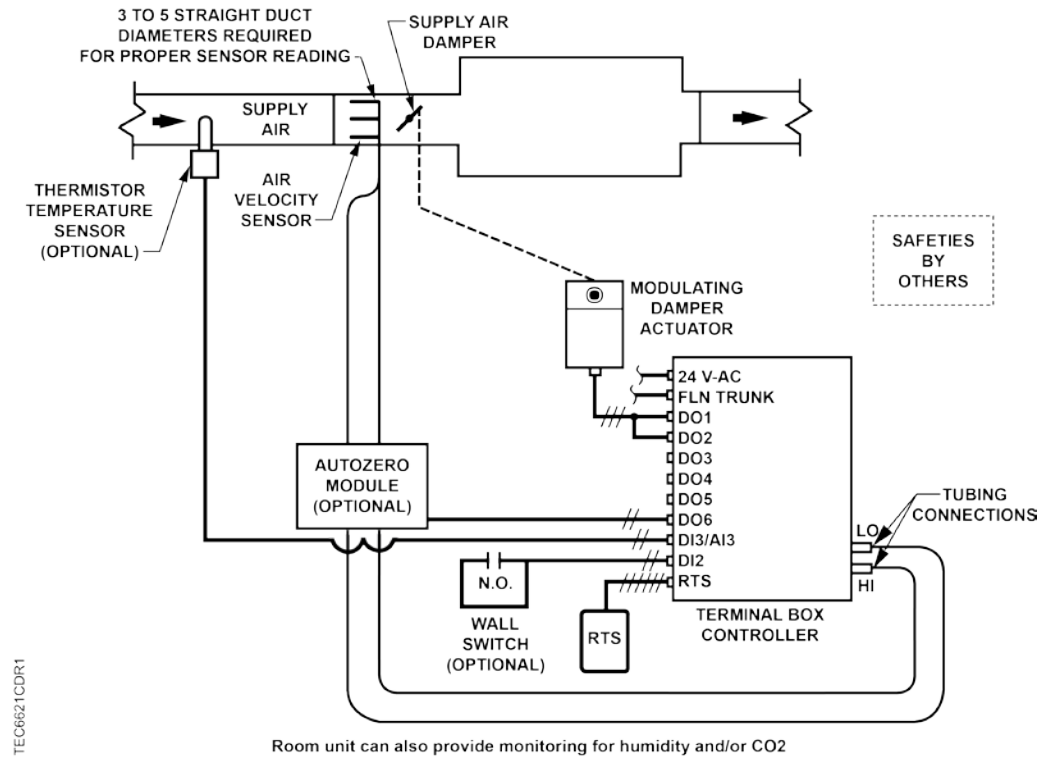 3 TO 5 STRAIGHT DUCT
DIAMETERS REQUIRED
FOR PROPER SENSOR READING
SUPPLY AIR
DAMPER
SUPPLY
AIR
THERMISTOR
TEMPERATURE
SENSOR
(OPTIONAL)
AIR
VELOCITY
SENSOR
SAFETIES
BY
OTHERS
MODULATING
DAMPER
ACTUATOR
24 V-AC
FLN TRUNK
DO1
DO2
DO3
DO4
DO5
DO6
DI3/AI3
DI2
RTS
AUTOZERO
MODULE
(OPTIONAL)
TUBING
CONNECTIONS
LO
HI
N.O.
WALL
SWITCH
(OPTIONAL)
RTS
TERMINAL BOX
CONTROLLER
TEC6621CDR1
Room unit can also provide monitoring for humidity and/or CO2